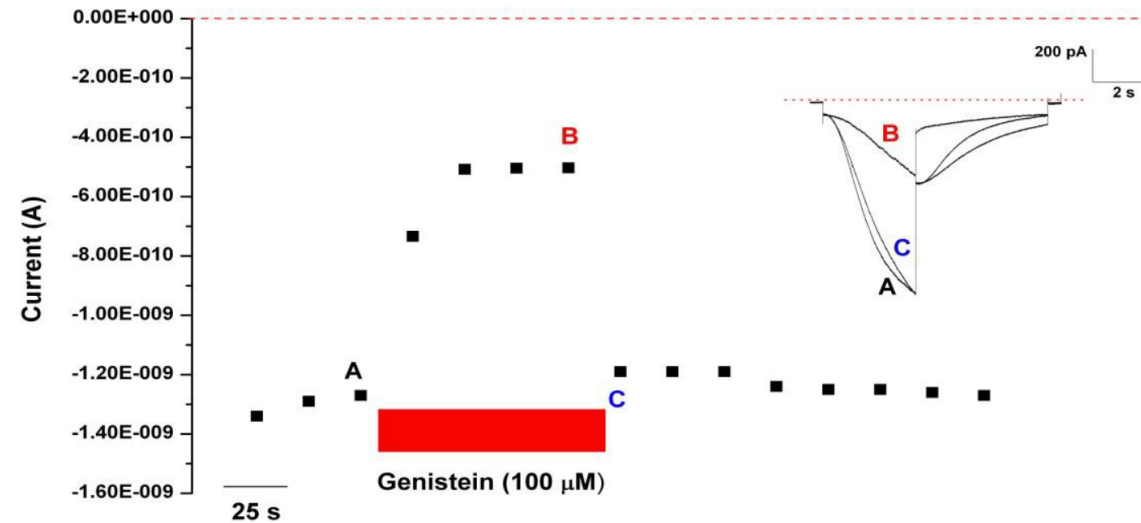 Current (A)
0.00E+000
-2.00E-010
-4.00E-010
-6.00E-010
-8.00E-010
-1.00E-009
-1.20E-009
-1.40E-009
-1.60E-009
200 pA
2 s
B
B
C
A
A
C
Genistein (100 μM)
25 s